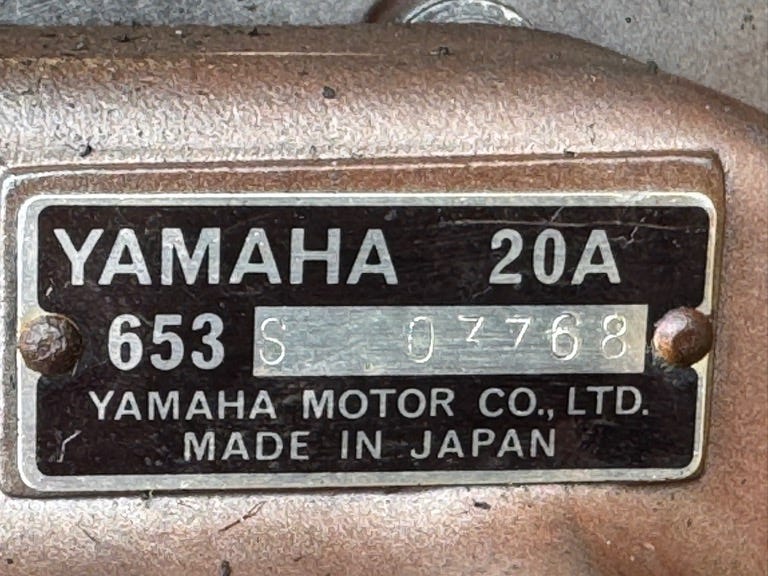 YAMAHA 20A
653 S 03768
YAMAHA MOTOR CO., LTD.
MADE IN JAPAN